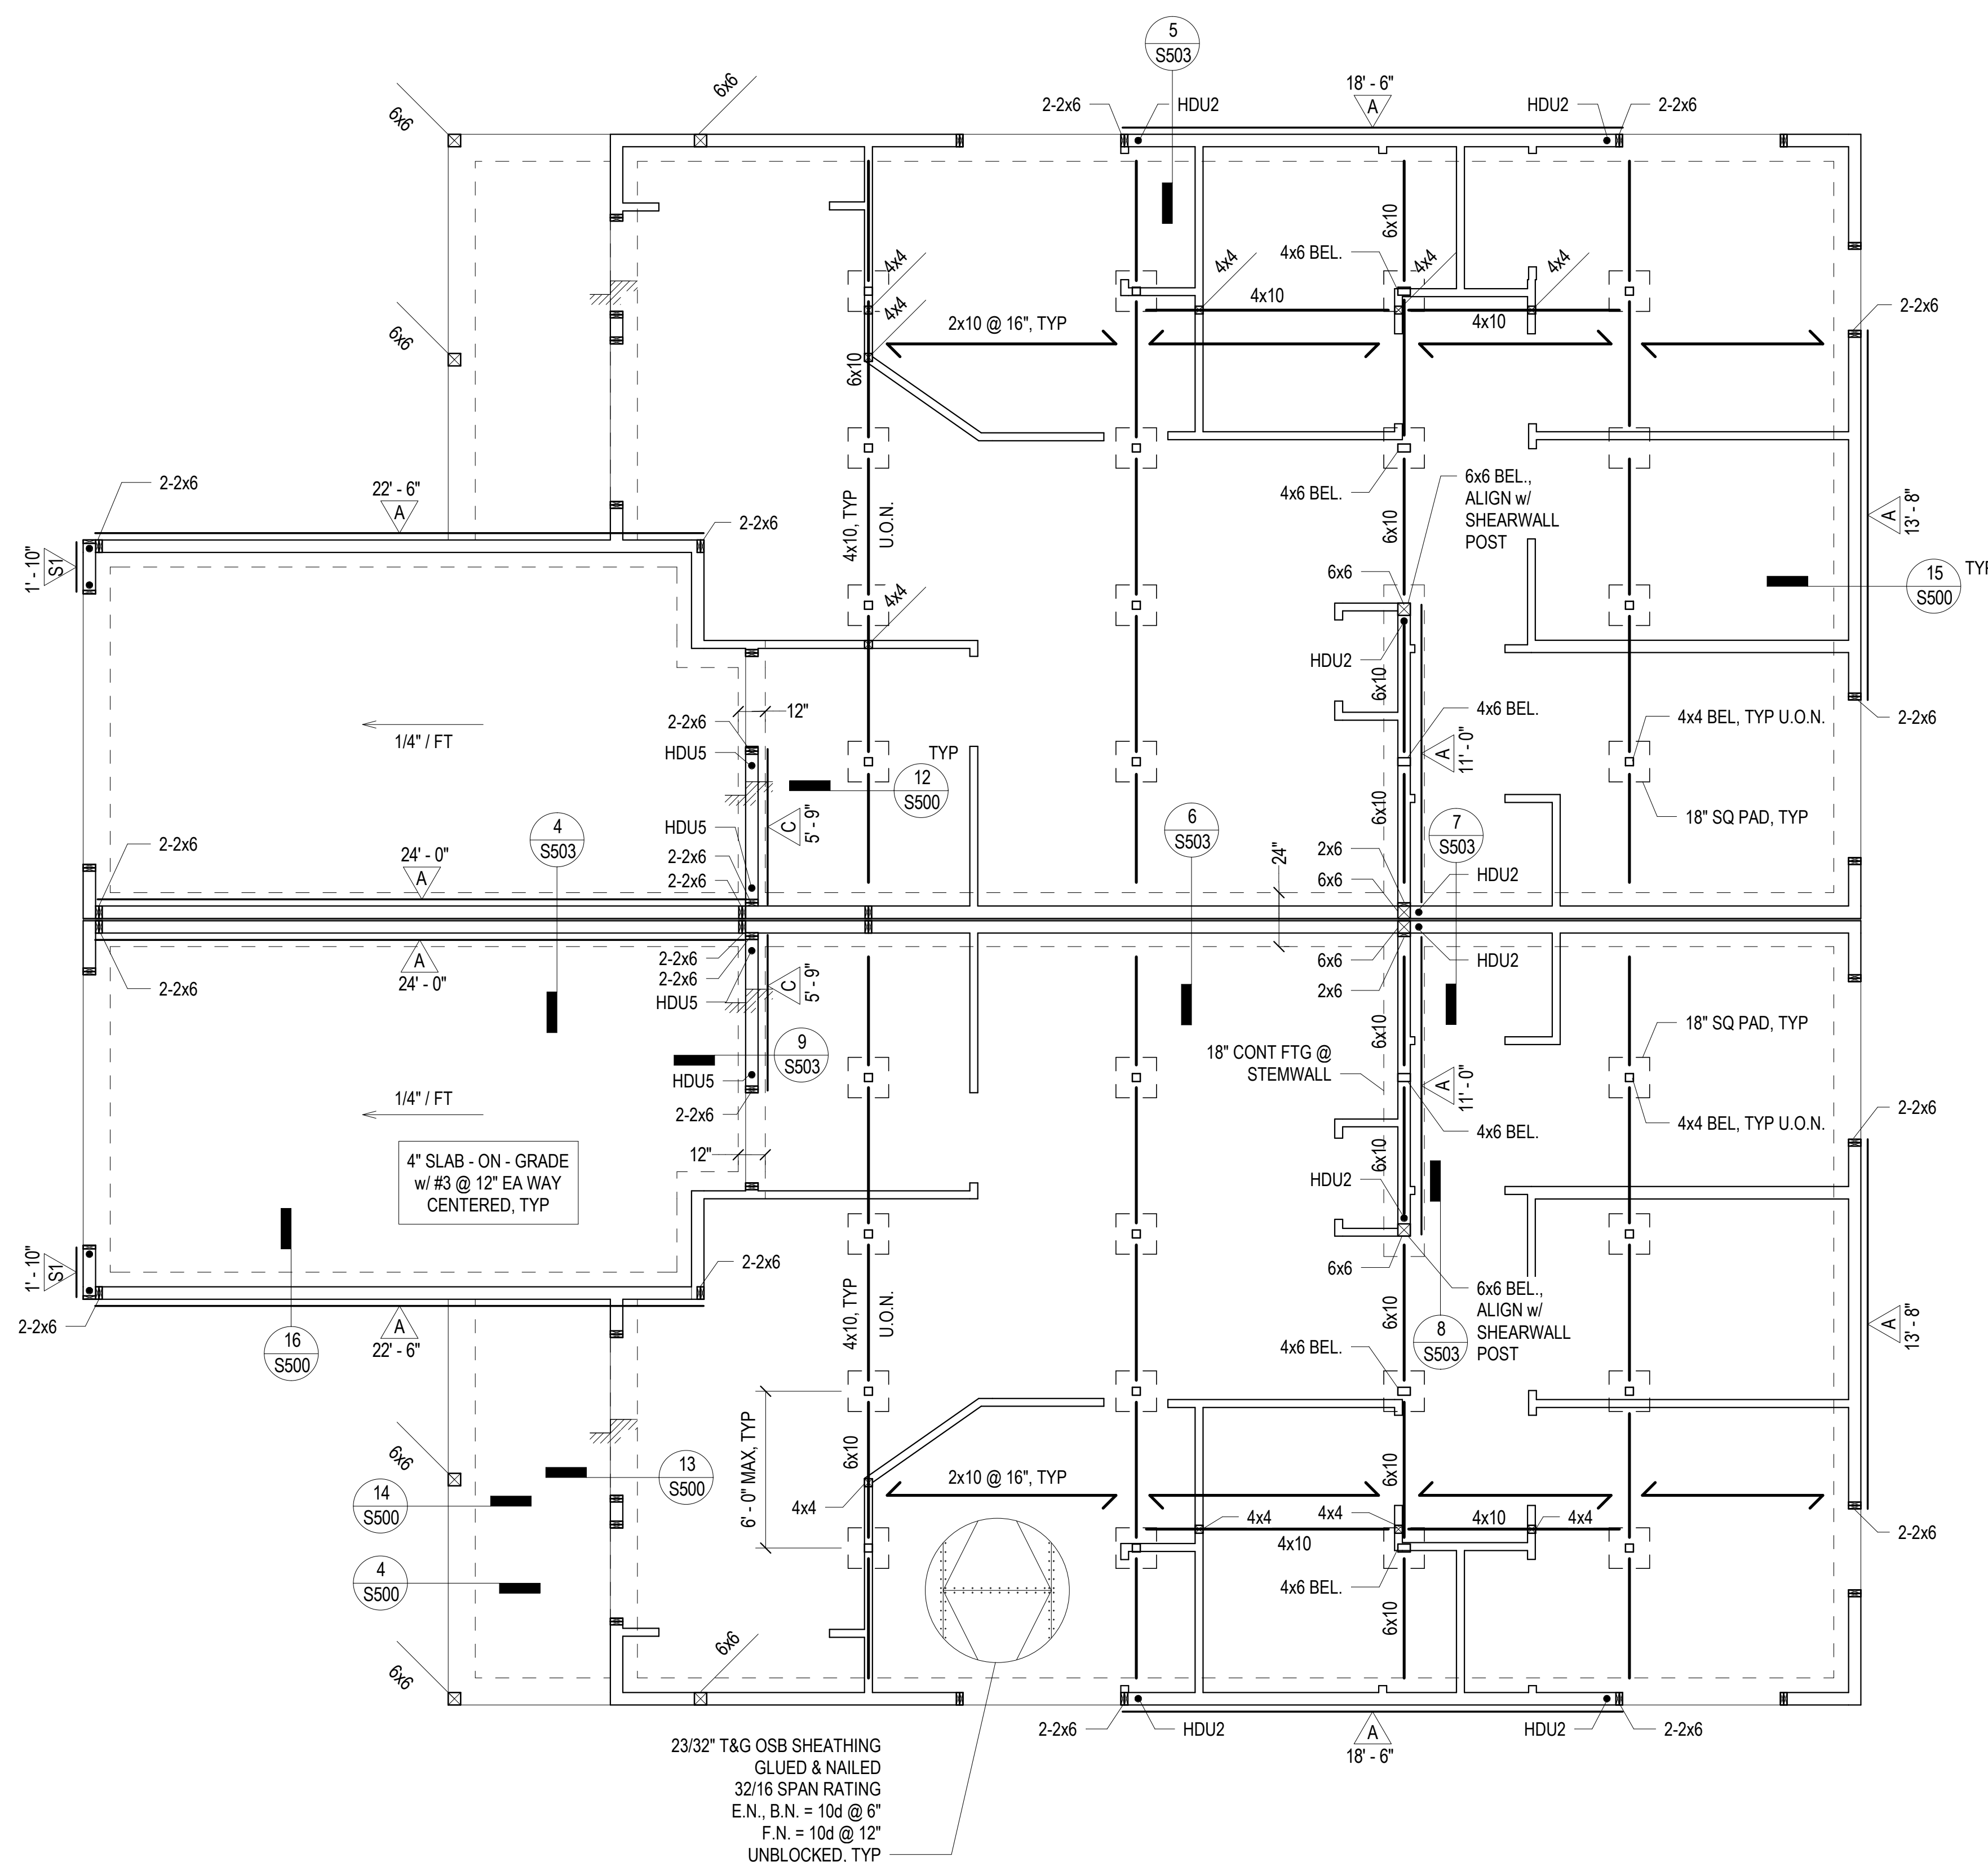 5
S503
18' - 6"
A
2-2x6
HDU2
HDU2
2-2x6
6x6
6x6
6x6
4x4
4x4
6x10
4x6 BEL.
4x4
4x4
4x4
2-2x6
2x10 @ 16", TYP
4x10
4x10
6x10
2-2x6
22' - 6"
A
2-2x6
1' - 10"
S1
4x10, TYP
U.O.N.
4x6 BEL.
6x10
6x6 BEL.,
ALIGN w/
SHEARWALL
POST
A
13' - 8"
15
S500
TYP
4x4
6x6
HDU2
6x10
4x6 BEL.
2-2x6
4x4 BEL, TYP U.O.N.
A
11' - 0"
18" SQ PAD, TYP
1/4" / FT
12"
2-2x6
HDU5
TYP
12
S500
C
5' - 9"
HDU5
2-2x6
2-2x6
4
S503
24' - 0"
A
2-2x6
6
S503
24"
6x10
2x6
6x6
7
S503
HDU2
A
24' - 0"
2-2x6
2-2x6
2-2x6
HDU5
C
5' - 9"
9
S503
HDU5
2-2x6
12"
6x6
2x6
HDU2
6x10
18" CONT FTG @
STEMWALL
A
11' - 0"
18" SQ PAD, TYP
4x4 BEL, TYP U.O.N.
2-2x6
4x6 BEL.
6x10
HDU2
6x6
1/4" / FT
4" SLAB - ON - GRADE
w/ #3 @ 12" EA WAY
CENTERED, TYP
1' - 10"
S1
2-2x6
16
S500
A
22' - 6"
2-2x6
4x10, TYP
U.O.N.
6x10
4x6 BEL.
8
S503
6x6 BEL.,
ALIGN w/
SHEARWALL
POST
A
13' - 8"
6x6
14
S500
13
S500
4
S500
6x6
6x6
6' - 0" MAX, TYP
6x10
4x4
2x10 @ 16", TYP
6x10
4x4
4x10
4x4
4x10
4x4
4x6 BEL.
6x10
2-2x6
2-2x6
HDU2
A
18' - 6"
HDU2
2-2x6
23/32" T&G OSB SHEATHING
GLUED & NAILED
32/16 SPAN RATING
E.N., B.N. = 10d @ 6"
F.N. = 10d @ 12"
UNBLOCKED, TYP